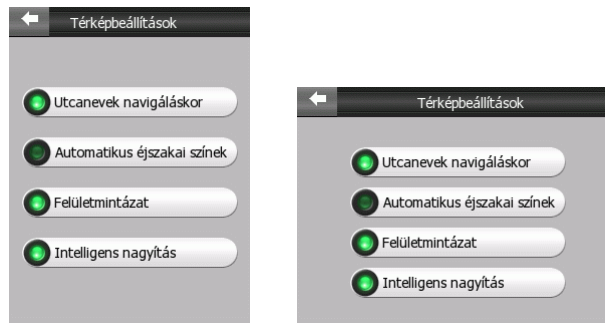 Térképbeállítások
Utcanevek navigáláskor
Automatikus éjszakai színek
Felületmintázat
Intelligens nagyítás
Térképbeállítások
Utcanevek navigáláskor
Automatikus éjszakai színek
Felületmintázat
Intelligens nagyítás